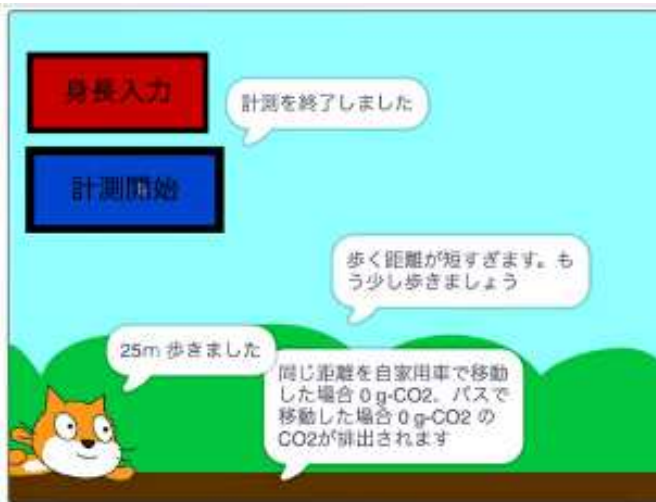 身長入力
計測を終了しました
計測開始
歩く距離が短すぎます。も
う少し歩きましょう
25m 歩きました
同じ距離を自家用車で移動
した場合 0 g-CO2、バスで
移動した場合 0 g-CO2 の
CO2が排出されます